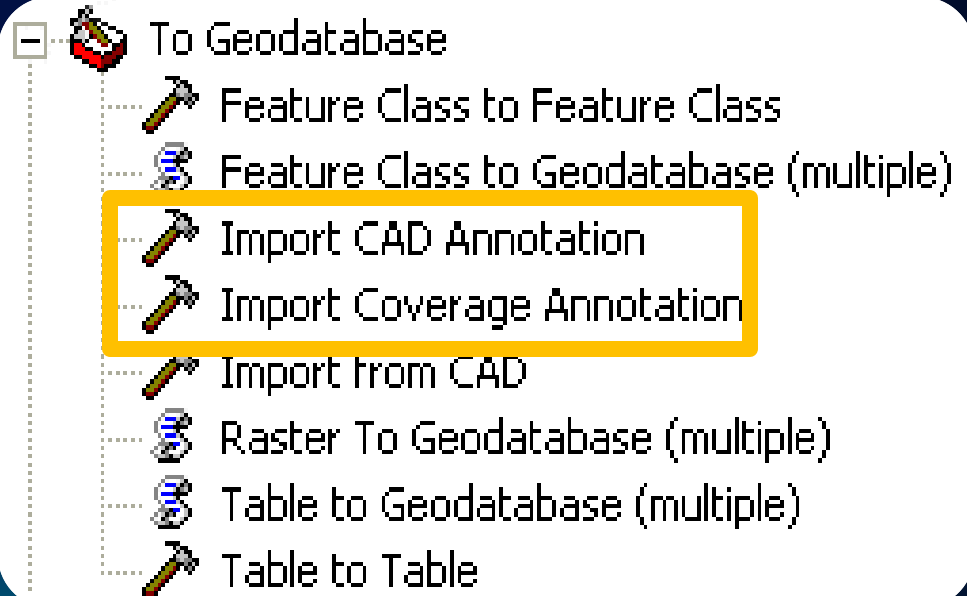 To Geodatabase
Feature Class to Feature Class
Feature Class to Geodatabase (multiple)
Import CAD Annotation
Import Coverage Annotation
Import from CAD
Raster To Geodatabase (multiple)
Table to Geodatabase (multiple)
Table to Table